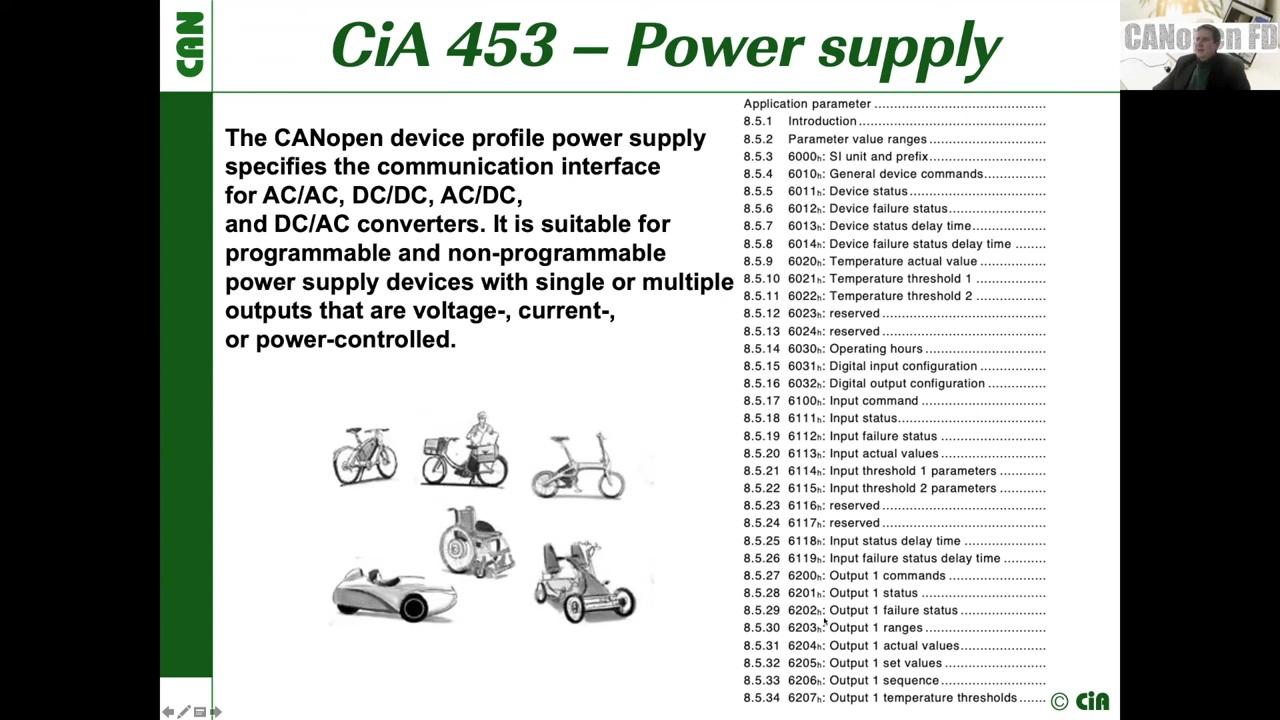 CAN
CiA 453 – Power supply
CANopen FD
The CANopen device profile power supply
specifies the communication interface
for AC/AC, DC/DC, AC/DC,
and DC/AC converters. It is suitable for
programmable and non-programmable
power supply devices with single or multiple
outputs that are voltage-, current-,
or power-controlled.
Application parameter
8.5.1 Introduction
8.5.2 Parameter value ranges
8.5.3 6000h: SI unit and prefix
8.5.4 6010h: General device commands
8.5.5 6011h: Device status
8.5.6 6012h: Device failure status
8.5.7 6013h: Device status delay time
8.5.8 6014h: Device failure status delay time
8.5.9 6020h: Temperature actual value
8.5.10 6021h: Temperature threshold 1
8.5.11 6022h: Temperature threshold 2
8.5.12 6023h: reserved
8.5.13 6024h: reserved
8.5.14 6030h: Operating hours
8.5.15 6031h: Digital input configuration
8.5.16 6032h: Digital output configuration
8.5.17 6100h: Input command
8.5.18 6111h: Input status
8.5.19 6112h: Input failure status
8.5.20 6113h: Input actual values
8.5.21 6114h: Input threshold 1 parameters
8.5.22 6115h: Input threshold 2 parameters
8.5.23 6116h: reserved
8.5.24 6117h: reserved
8.5.25 6118h: Input status delay time
8.5.26 6119h: Input failure status delay time
8.5.27 6200h: Output 1 commands
8.5.28 6201h: Output 1 status
8.5.29 6202h: Output 1 failure status
8.5.30 6203h: Output 1 ranges
8.5.31 6204h: Output 1 actual values
8.5.32 6205h: Output 1 set values
8.5.33 6206h: Output 1 sequence
8.5.34 6207h: Output 1 temperature thresholds
© CiA